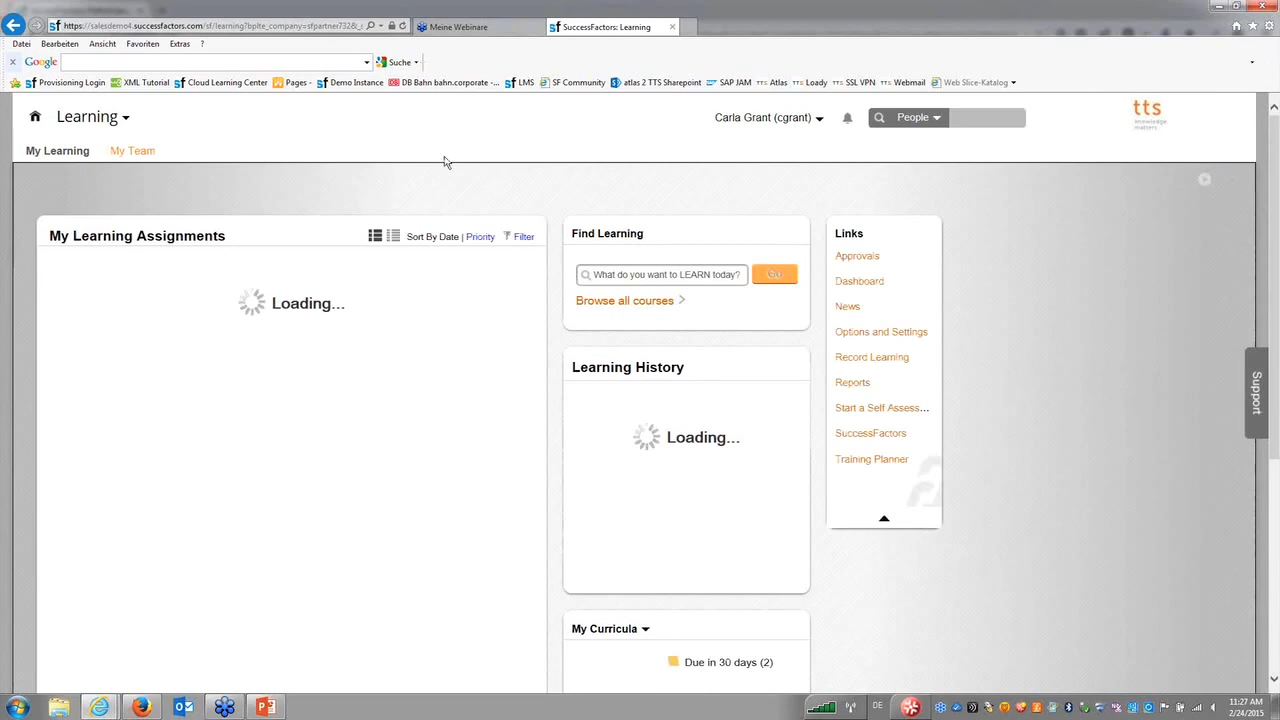 https://salesdemo4.successfactors.com/sf/learning?bplte_company=sfpartner732&_s
Meine Webinare
SuccessFactors: Learning
Datei Bearbeiten Ansicht Favoriten Extras ?
x Google Suche
Provisioning Login XML Tutorial Cloud Learning Center Pages - Demo Instance DB Bahn bahn.corporate -... LMS SF Community atlas 2 TTS Sharepoint SAP JAM tts Atlas tts Loady tts SSL VPN tts Webmail Web Slice-Katalog
Learning
Carla Grant (cgrant)
People
tts
knowledge
matters
My Learning My Team
My Learning Assignments
Sort By Date | Priority Filter
Loading...
Find Learning
What do you want to LEARN today?
Go
Browse all courses
Learning History
Loading...
My Curricula
Due in 30 days (2)
Links
Approvals
Dashboard
News
Options and Settings
Record Learning
Reports
Start a Self Assess...
SuccessFactors
Training Planner
Support
DE
11:27 AM
2/24/2015